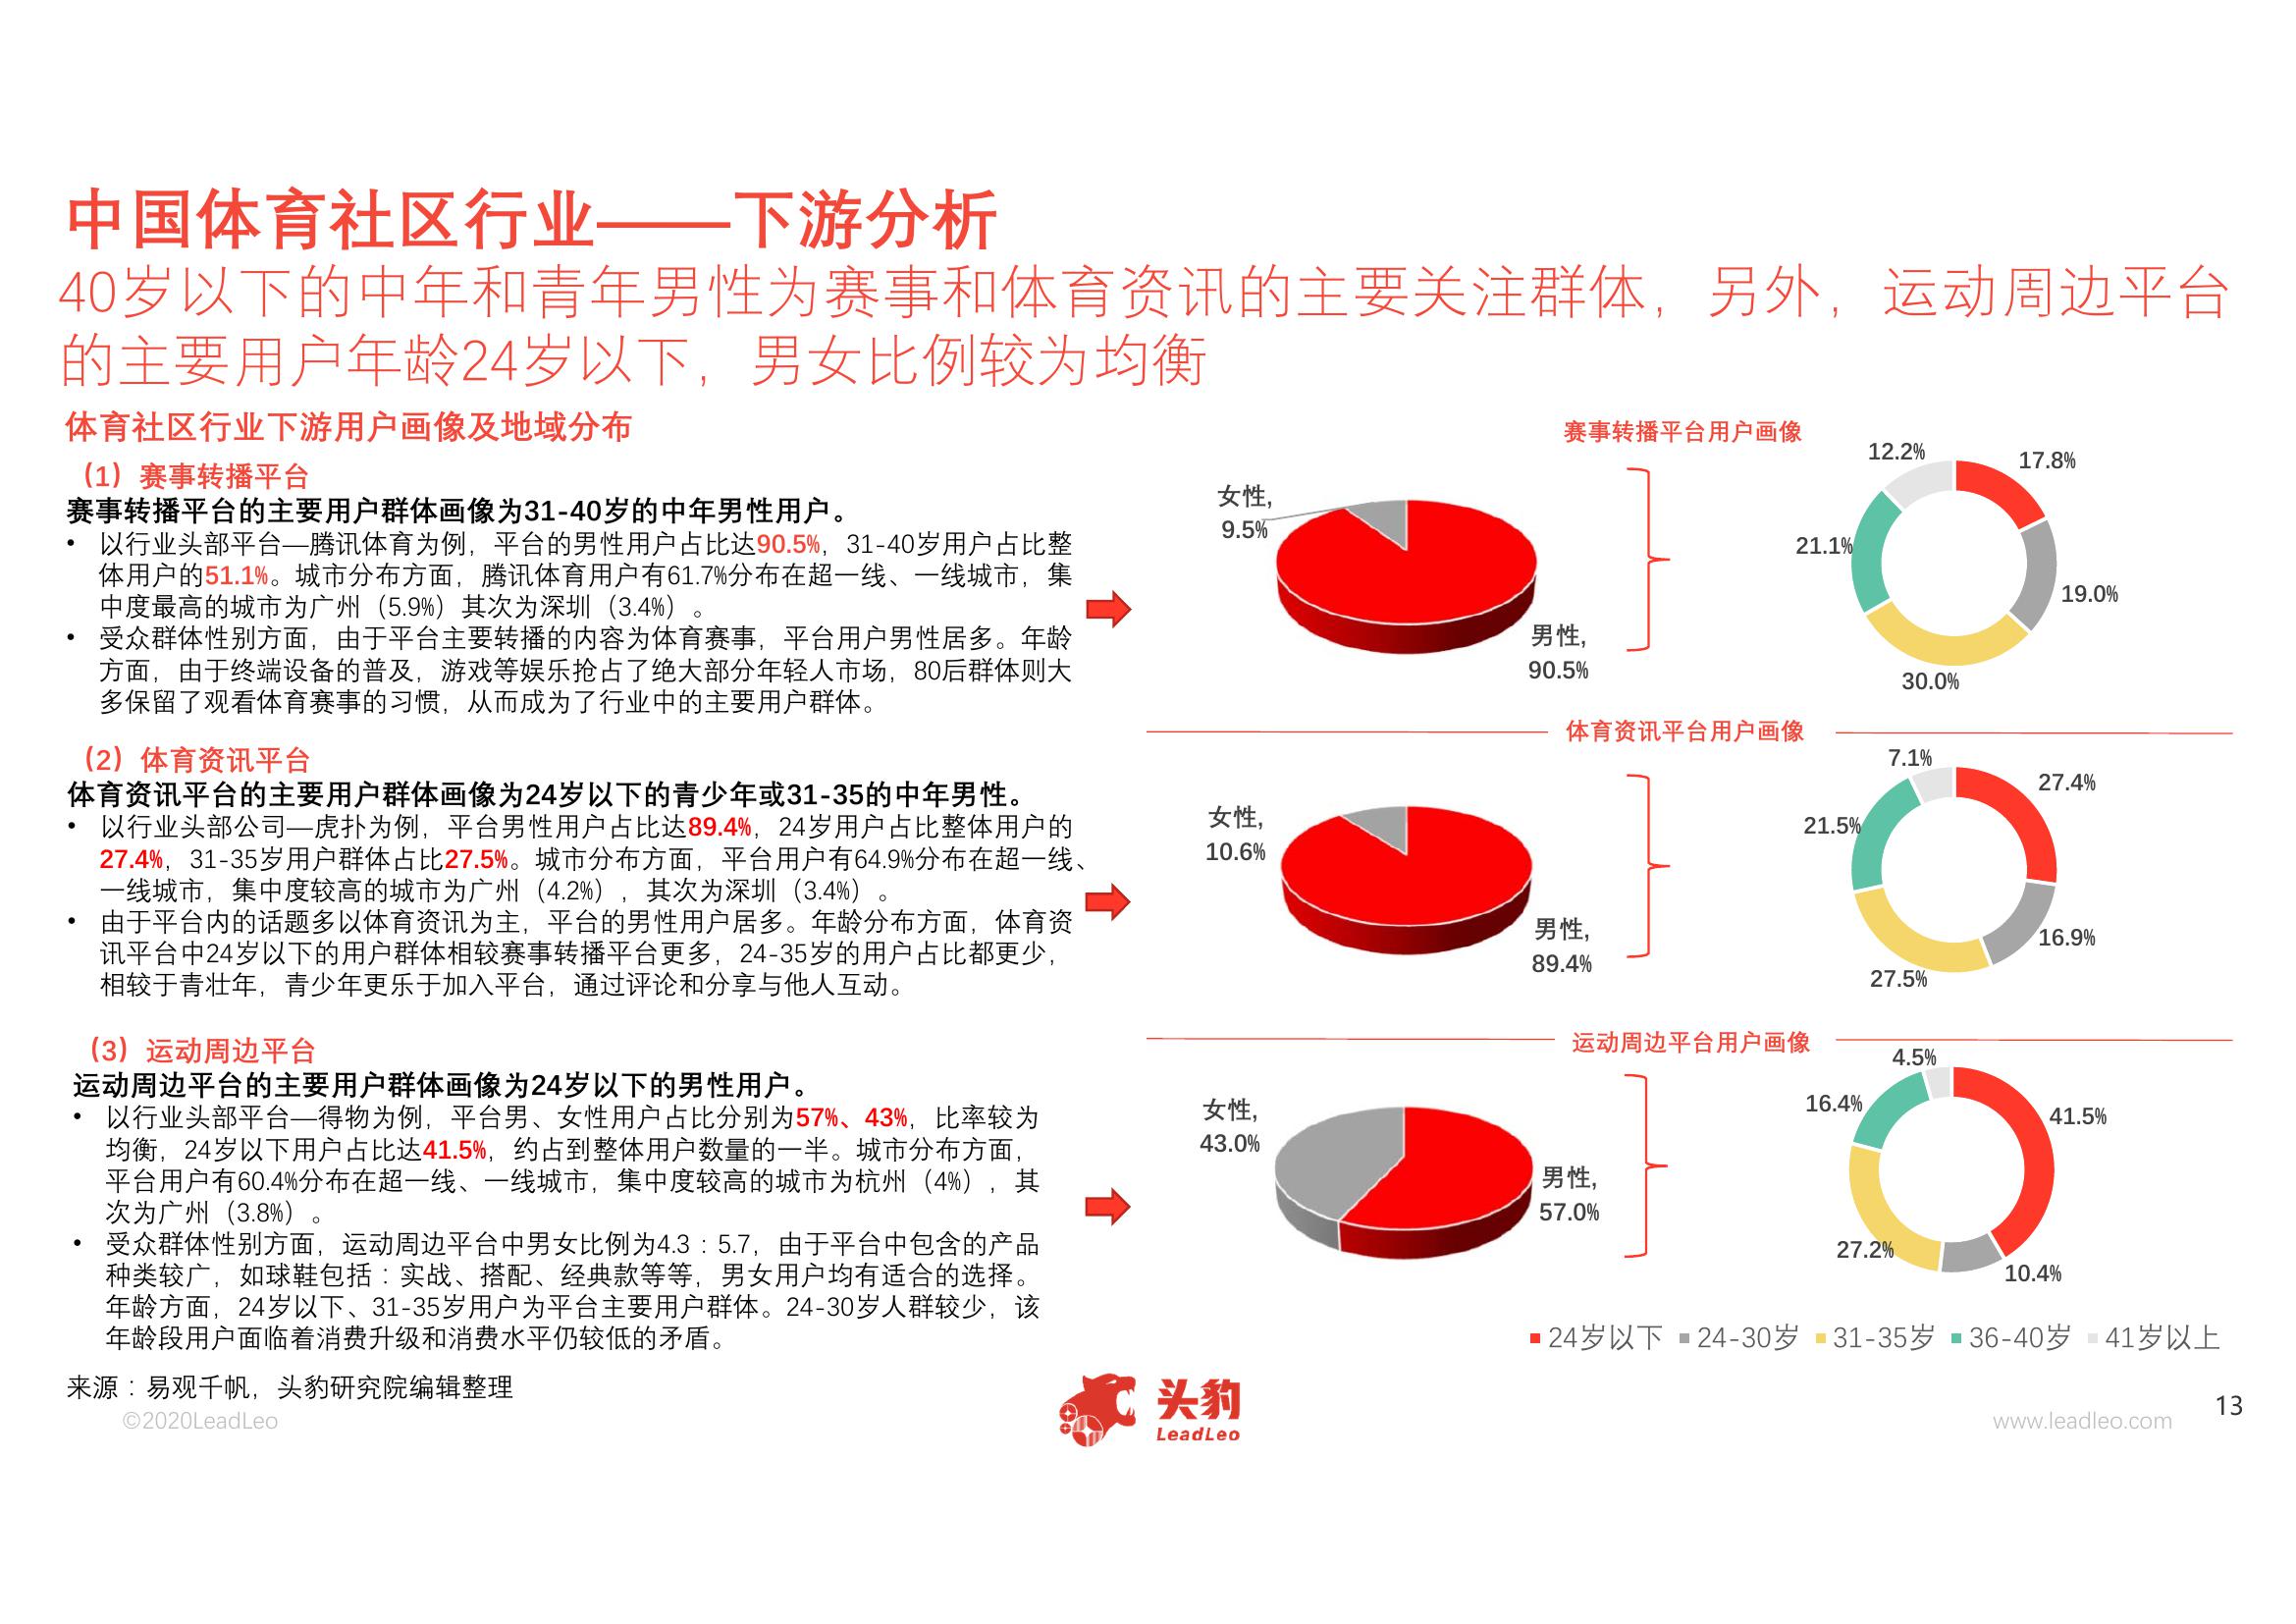 中国体育社区行业——下游分析
40岁以下的中年和青年男性为赛事和体育资讯的主要关注群体，另外，运动周边平台
的主要用户年龄24岁以下，男女比例较为均衡
体育社区行业下游用户画像及地域分布
（1）赛事转播平台
赛事转播平台的主要用户群体画像为31-40岁的中年男性用户。
• 以行业头部平台—腾讯体育为例，平台的男性用户占比达90.5%，31-40岁用户占比整
体用户的51.1%。城市分布方面，腾讯体育用户有61.7%分布在超一线、一线城市，集
中度最高的城市为广州（5.9%）其次为深圳（3.4%）。
• 受众群体性别方面，由于平台主要转播的内容为体育赛事，平台用户男性居多。年龄
方面，由于终端设备的普及，游戏等娱乐抢占了绝大部分年轻人市场，80后群体则大
多保留了观看体育赛事的习惯，从而成为了行业中的主要用户群体。
（2）体育资讯平台
体育资讯平台的主要用户群体画像为24岁以下的青少年或31-35的中年男性。
• 以行业头部公司—虎扑为例，平台男性用户占比达89.4%，24岁用户占比整体用户的
27.4%，31-35岁用户群体占比27.5%。城市分布方面，平台用户有64.9%分布在超一线、
一线城市，集中度较高的城市为广州（4.2%），其次为深圳（3.4%）。
• 由于平台内的话题多以体育资讯为主，平台的男性用户居多。年龄分布方面，体育资
讯平台中24岁以下的用户群体相较赛事转播平台更多，24-35岁的用户占比都更少，
相较于青壮年，青少年更乐于加入平台，通过评论和分享与他人互动。
（3）运动周边平台
运动周边平台的主要用户群体画像为24岁以下的男性用户。
• 以行业头部平台—得物为例，平台男、女性用户占比分别为57%、43%，比率较为
均衡，24岁以下用户占比达41.5%，约占到整体用户数量的一半。城市分布方面，
平台用户有60.4%分布在超一线、一线城市，集中度较高的城市为杭州（4%），其
次为广州（3.8%）。
• 受众群体性别方面，运动周边平台中男女比例为4.3：5.7，由于平台中包含的产品
种类较广，如球鞋包括：实战、搭配、经典款等等，男女用户均有适合的选择。
年龄方面，24岁以下、31-35岁用户为平台主要用户群体。24-30岁人群较少，该
年龄段用户面临着消费升级和消费水平仍较低的矛盾。
赛事转播平台用户画像
女性,
9.5%
男性,
90.5%
12.2%
17.8%
21.1%
19.0%
30.0%
体育资讯平台用户画像
女性,
10.6%
男性,
89.4%
7.1%
27.4%
21.5%
16.9%
27.5%
运动周边平台用户画像
女性,
43.0%
男性,
57.0%
4.5%
16.4%
41.5%
27.2%
10.4%
24岁以下 24-30岁 31-35岁 36-40岁 41岁以上
来源：易观千帆，头豹研究院编辑整理
©2020LeadLeo
头豹
LeadLeo
www.leadleo.com
13